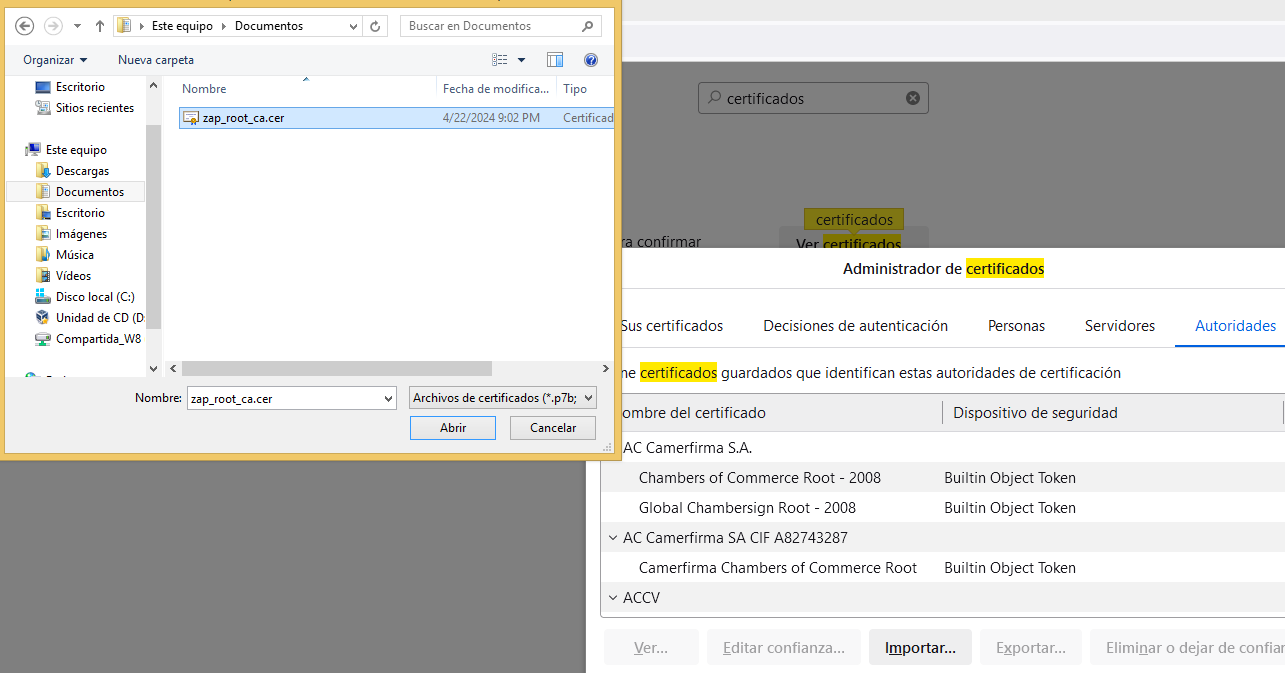 Este equipo
Documentos
Buscar en Documentos
Organizar
Nueva carpeta
Escritorio
Sitios recientes
Este equipo
Descargas
Documentos
Escritorio
Imágenes
Música
Vídeos
Disco local (C:)
Unidad de CD (D:
Compartida_W8
Nombre
Fecha de modifica...
Tipo
zap_root_ca.cer
4/22/2024 9:02 PM
Certificad
Nombre:
zap_root_ca.cer
Archivos de certificados (*.p7b;
Abrir
Cancelar
certificados
certificados
ra confirmar
Ver certificados
Administrador de certificados
Sus certificados
Decisiones de autenticación
Personas
Servidores
Autoridades
ne certificados guardados que identifican estas autoridades de certificación
ombre del certificado
Dispositivo de seguridad
AC Camerfirma S.A.
Chambers of Commerce Root - 2008
Builtin Object Token
Global Chambersign Root - 2008
Builtin Object Token
AC Camerfirma SA CIF A82743287
Camerfirma Chambers of Commerce Root
Builtin Object Token
ACCV
Ver...
Editar confianza...
Importar...
Exportar...
Eliminar o dejar de confiar